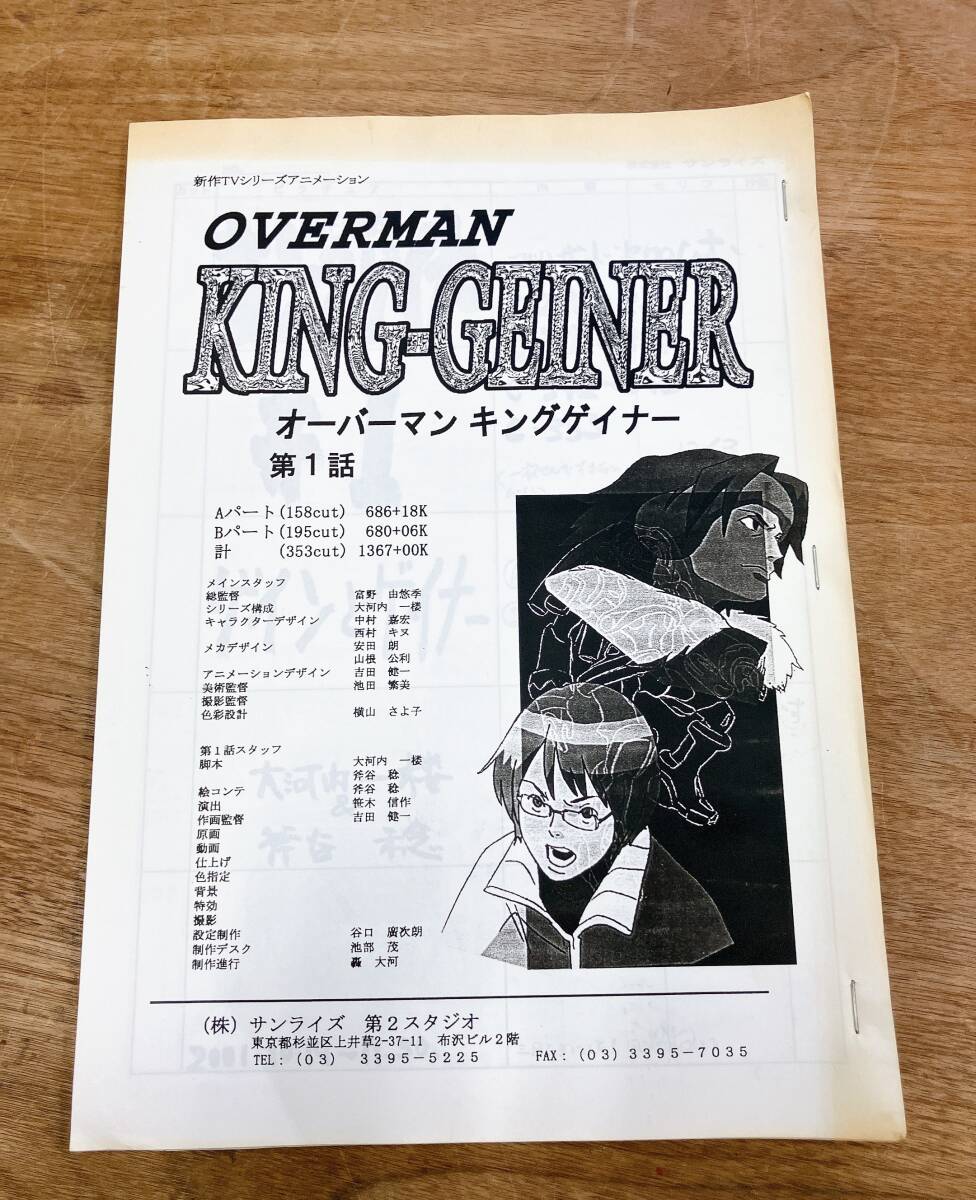 新作TVシリーズアニメーション
OVERMAN
KING-GEINER
オーバーマン キングゲイナー
第1話
Aパート(158cut) 686+18K
Bパート(195cut) 680+06K
計 (353cut) 1367+00K
メインスタッフ
総監督 富野 由悠季
シリーズ構成 大河内 一楼
キャラクターデザイン 中村 嘉宏
西村 キヌ
メカデザイン 安田 朗
山根 公利
アニメーションデザイン 吉田 健一
美術監督 池田 繁美
撮影監督
色彩設計 横山 さよ子
第1話スタッフ
脚本 大河内 一楼
斧谷 稔
絵コンテ 斧谷 稔
演出 笹木 信作
作画監督 吉田 健一
原画
動画
仕上げ
色指定
背景
特効
撮影
設定制作 谷口 廣次朗
制作デスク 池部 茂
制作進行 轟 大河
(株) サンライズ 第2スタジオ
東京都杉並区上井草2-37-11 布沢ビル2階
TEL: (03) 3395-5225 FAX: (03) 3395-7035